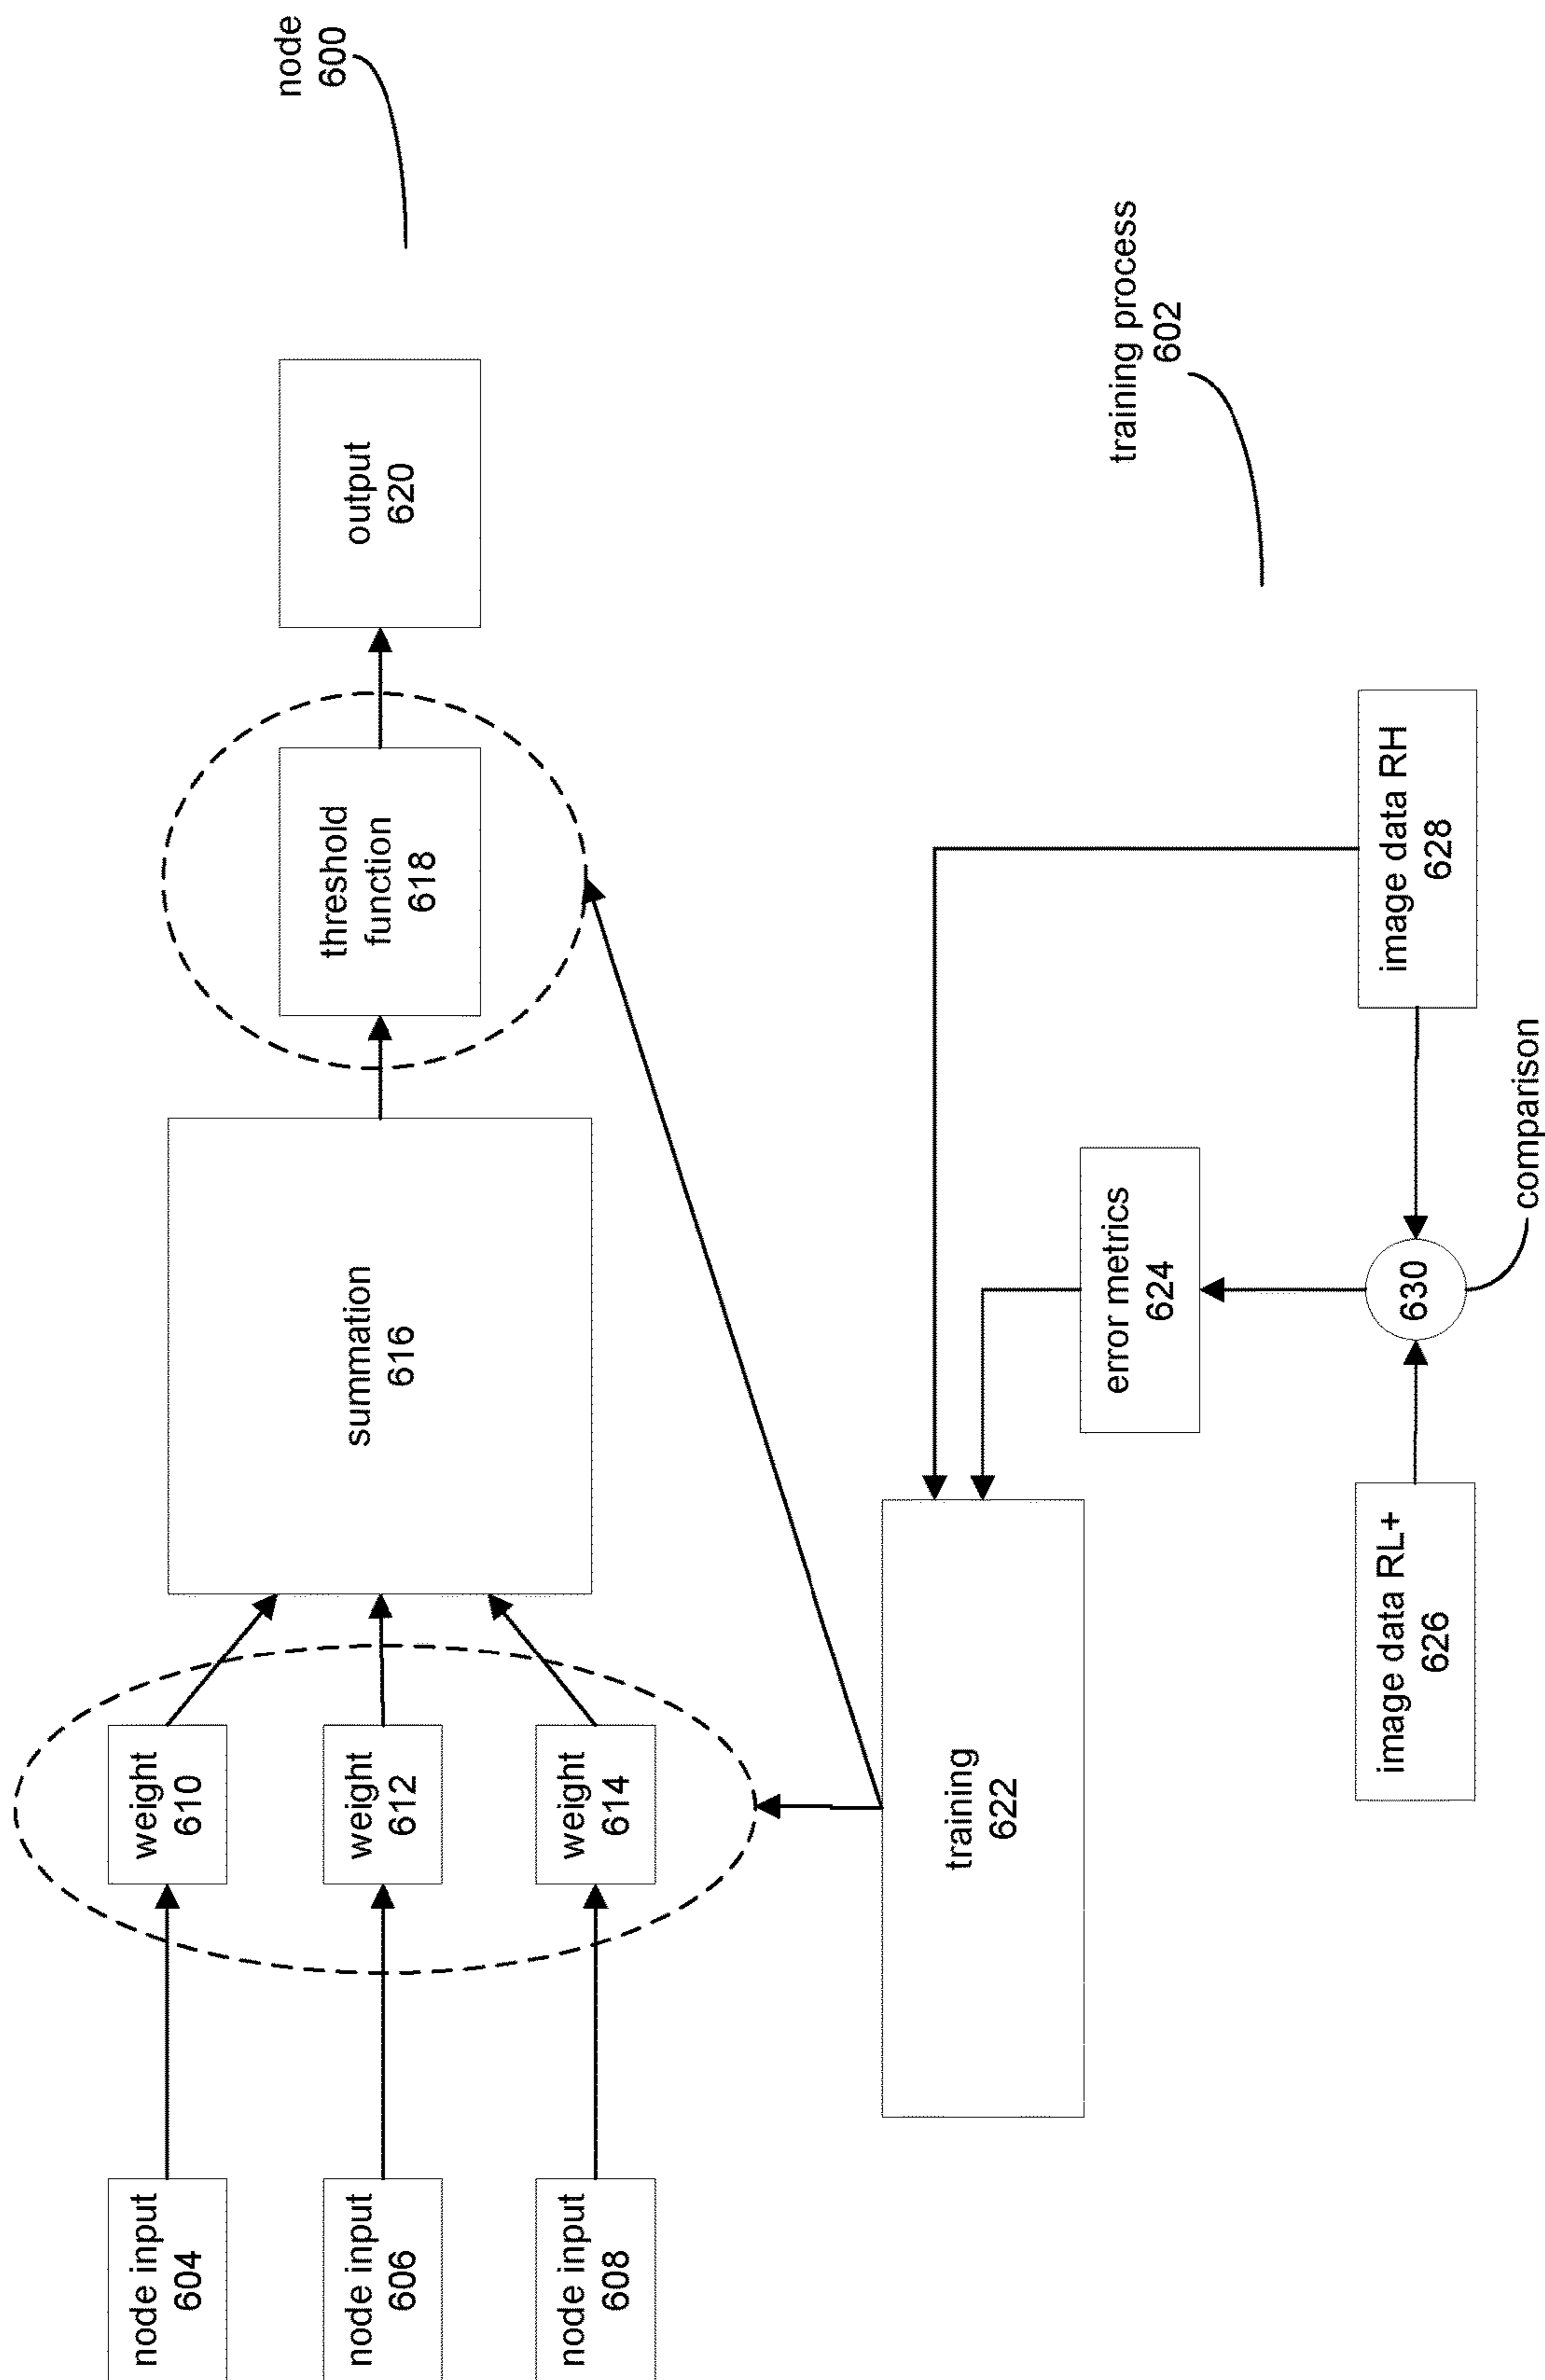 node
600
node input
604
weight
610
node input
606
weight
612
node input
608
weight
614
summation
616
threshold
function
618
output
620
training process
602
training
622
error metrics
624
image data RL+
626
630
image data RH
628
comparison